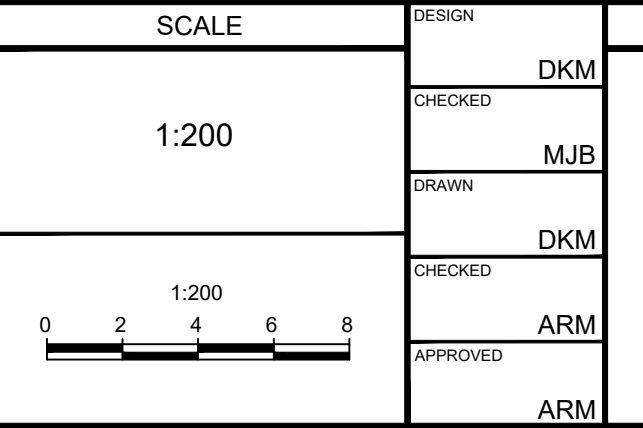 SCALE
1:200
1:200
0 2 4 6 8
DESIGN
DKM
CHECKED
MJB
DRAWN
DKM
CHECKED
ARM
APPROVED
ARM